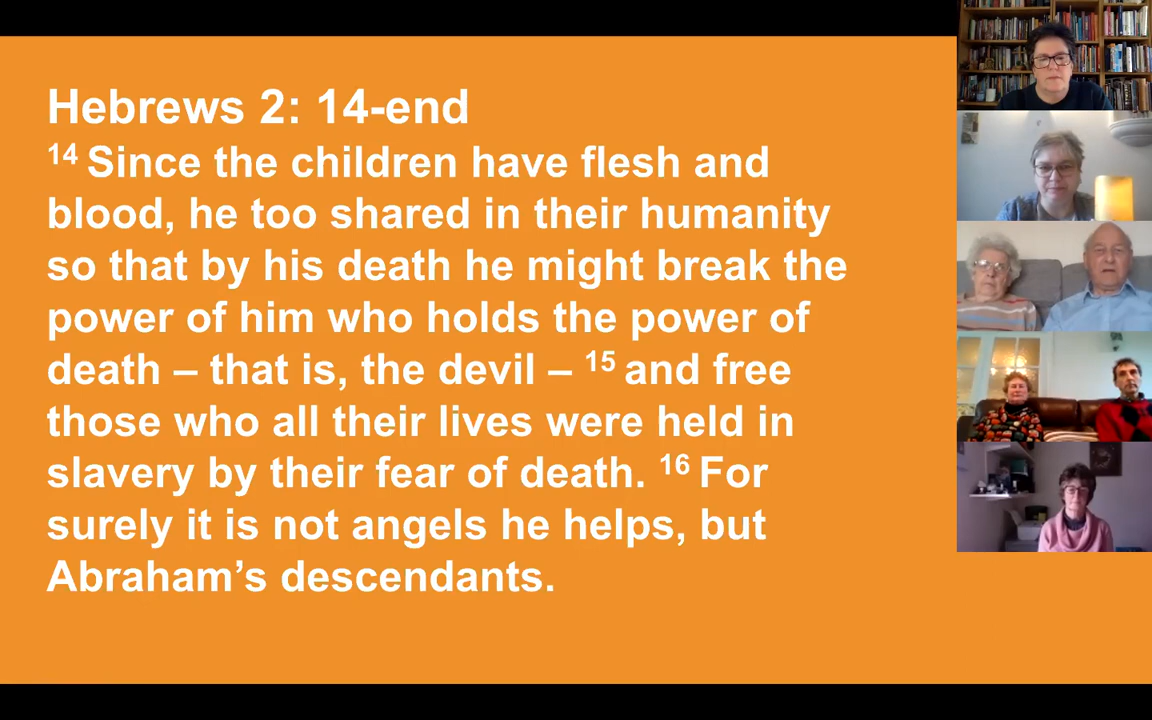 Hebrews 2: 14-end
14 Since the children have flesh and
blood, he too shared in their humanity
so that by his death he might break the
power of him who holds the power of
death – that is, the devil – 15 and free
those who all their lives were held in
slavery by their fear of death. 16 For
surely it is not angels he helps, but
Abraham’s descendants.